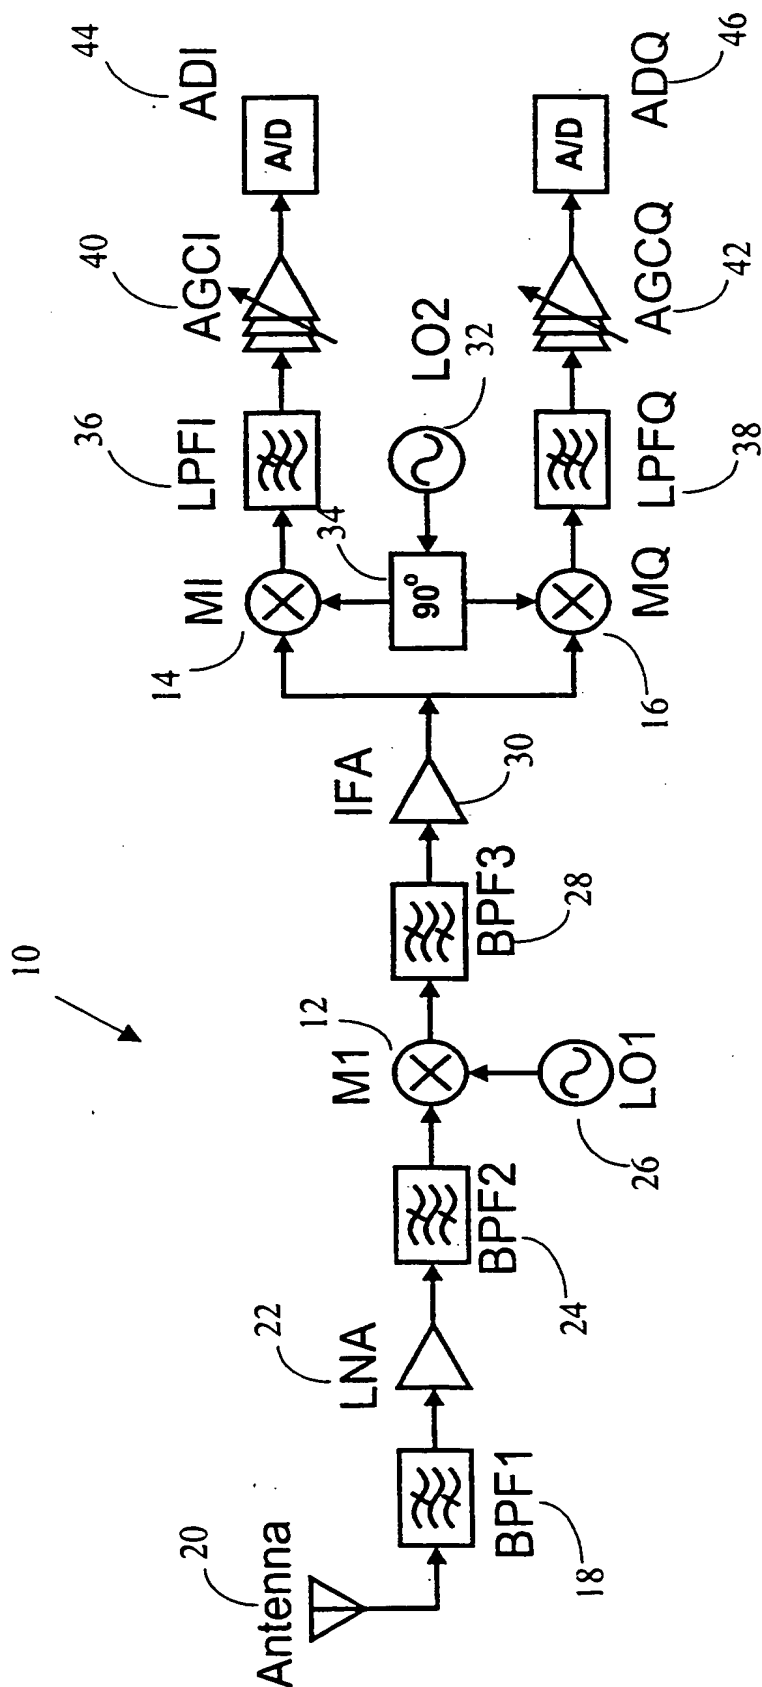 10
20
Antenna
BPF1
18
22
LNA
BPF2
24
12
M1
LO1
26
BPF3
28
IFA
30
14
MI
34
90°
LO2
32
MQ
16
36
LPFI
LPFQ
38
40
AGCI
AGCQ
42
44
ADI
A/D
A/D
ADQ
46